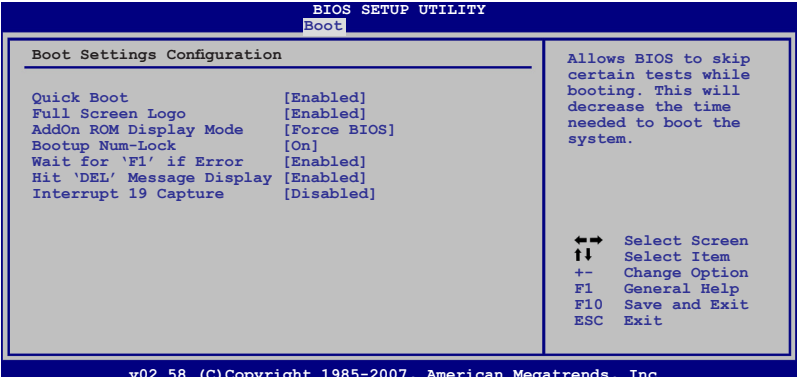 BIOS SETUP UTILITY
Boot
Boot Settings Configuration
Quick Boot [Enabled]
Full Screen Logo [Enabled]
AddOn ROM Display Mode [Force BIOS]
Bootup Num-Lock [On]
Wait for ‘F1’ if Error [Enabled]
Hit ‘DEL’ Message Display [Enabled]
Interrupt 19 Capture [Disabled]
Allows BIOS to skip
certain tests while
booting. This will
decrease the time
needed to boot the
system.
←→ Select Screen
↑↓ Select Item
+- Change Option
F1 General Help
F10 Save and Exit
ESC Exit
v02.58 (C)Copyright 1985-2007, American Megatrends, Inc.